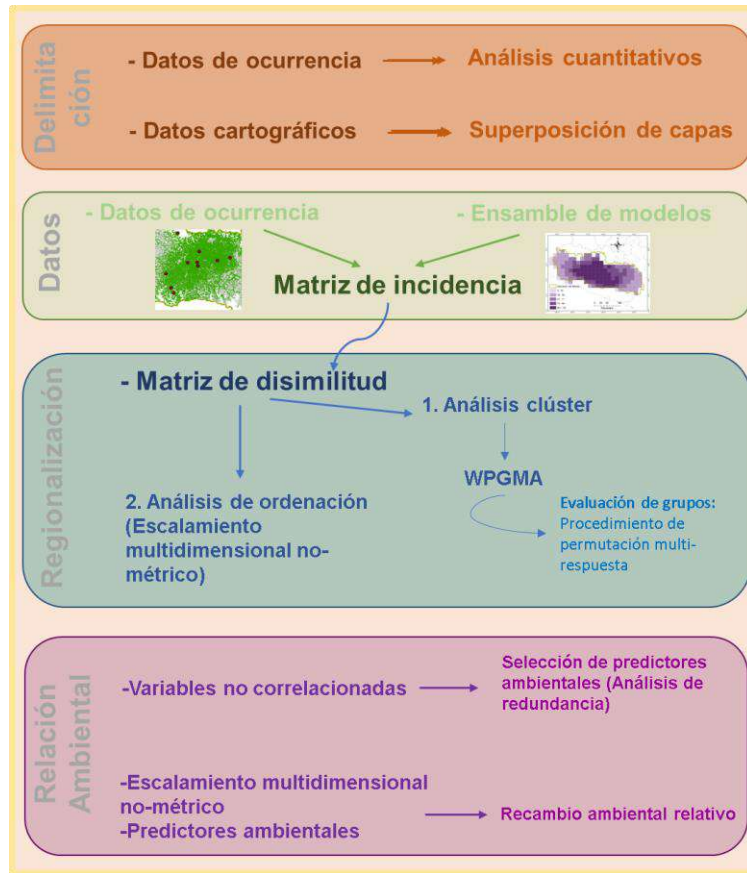 Delimita
ción
- Datos de ocurrencia
Análisis cuantitativos
- Datos cartográficos
Superposición de capas
Datos
- Datos de ocurrencia
- Ensamble de modelos
Matriz de incidencia
Regionalización
- Matriz de disimilitud
1. Análisis clúster
WPGMA
2. Análisis de ordenación
(Escalamiento
multidimensional no-
métrico)
Evaluación de grupos:
Procedimiento de
permutación multi-
respuesta
Relación
Ambiental
-Variables no correlacionadas
Selección de predictores
ambientales (Análisis de
redundancia)
-Escalamiento multidimensional
no-métrico
-Predictores ambientales
Recambio ambiental relativo